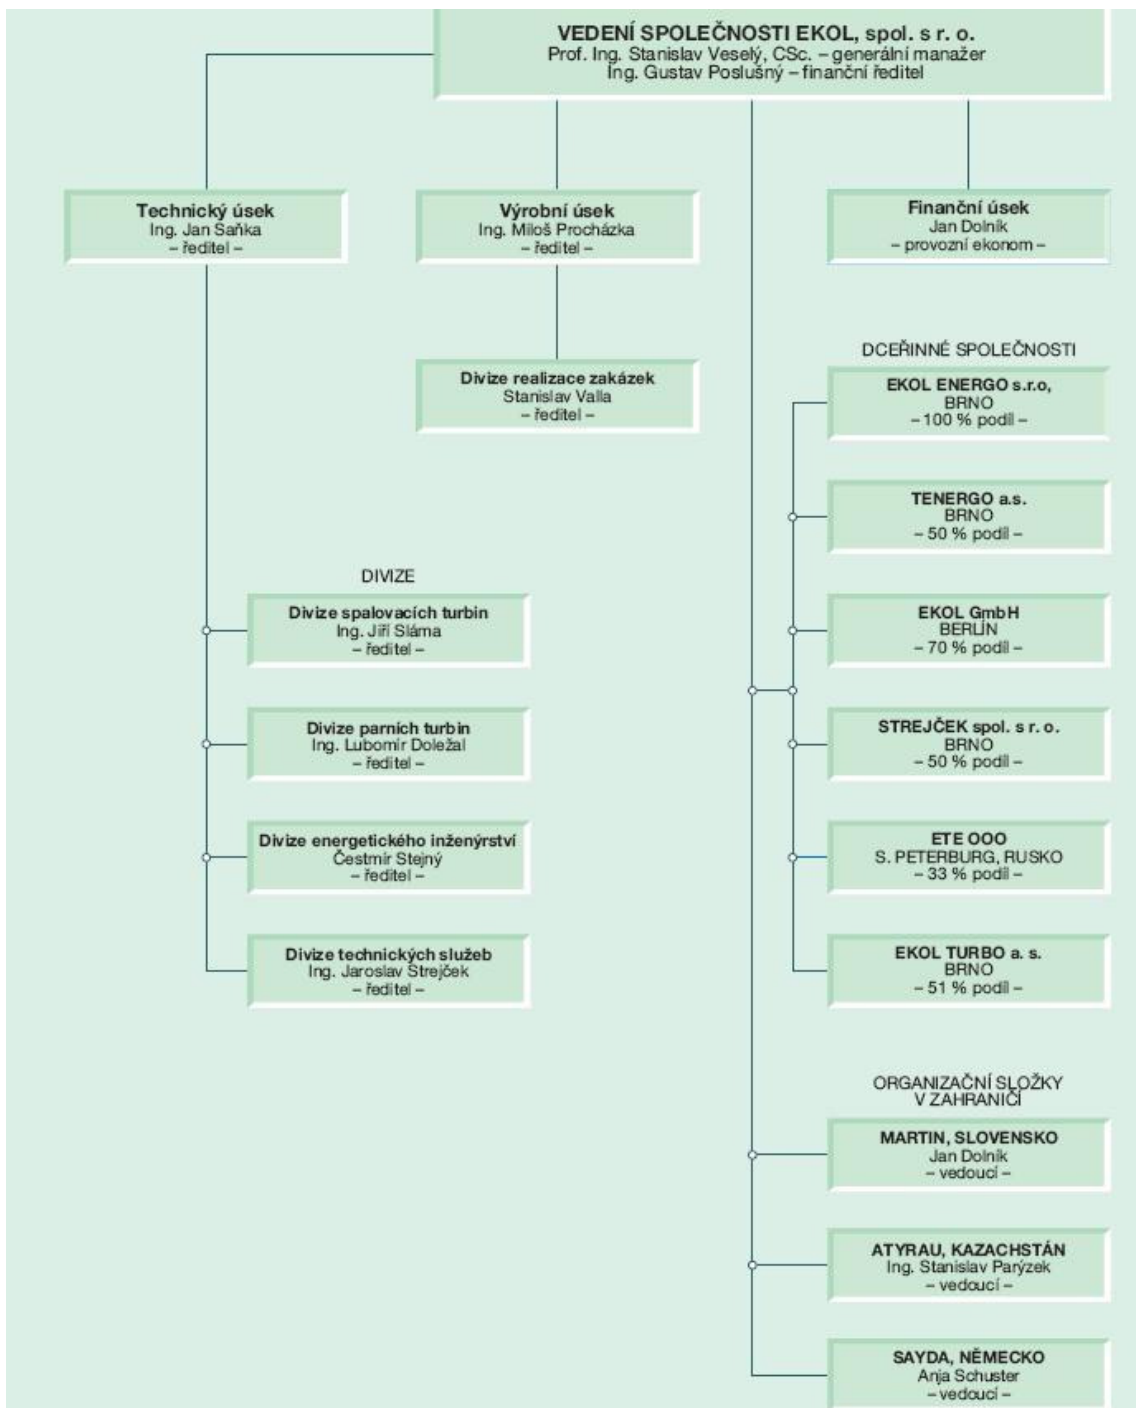 VEDENÍ SPOLEČNOSTI EKOL, spol. s r. o.
Prof. Ing. Stanislav Veselý, CSc. – generální manažer
Ing. Gustav Poslušný – finanční ředitel
Technický úsek
Ing. Jan Saňka
– ředitel –
Výrobní úsek
Ing. Miloš Procházka
– ředitel –
Finanční úsek
Jan Dolník
– provozní ekonom –
Divize realizace zakázek
Stanislav Valla
– ředitel –
DIVIZE
Divize spalovacích turbin
Ing. Jiří Sláma
– ředitel –
Divize parních turbin
Ing. Lubomír Doležal
– ředitel –
Divize energetického inženýrství
Čestmír Stejný
– ředitel –
Divize technických služeb
Ing. Jaroslav Strejček
– ředitel –
DCEŘINNÉ SPOLEČNOSTI
EKOL ENERGO s.r.o,
BRNO
– 100 % podíl –
TENERGO a.s.
BRNO
– 50 % podíl –
EKOL GmbH
BERLÍN
– 70 % podíl –
STREJČEK spol. s r. o.
BRNO
– 50 % podíl –
ETE OOO
S. PETERBURG, RUSKO
– 33 % podíl –
EKOL TURBO a. s.
BRNO
– 51 % podíl –
ORGANIZAČNÍ SLOŽKY
V ZAHRANIČÍ
MARTIN, SLOVENSKO
Jan Dolník
– vedoucí –
ATYRAU, KAZACHSTÁN
Ing. Stanislav Parýzek
– vedoucí –
SAYDA, NĚMECKO
Anja Schuster
– vedoucí –